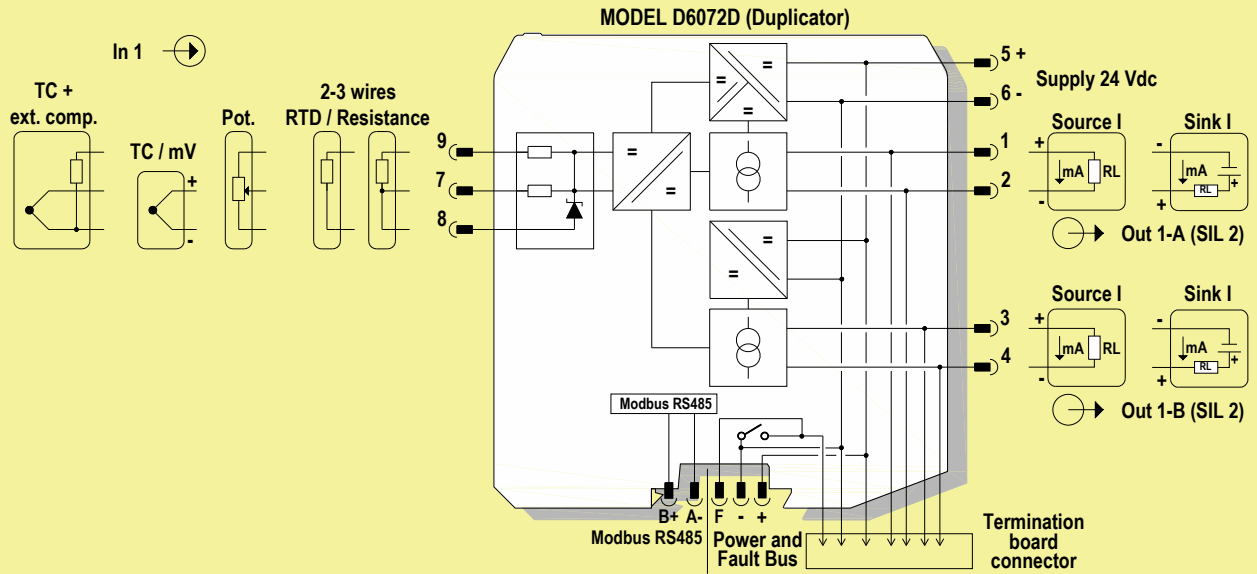 MODEL D6072D (Duplicator)
In 1
TC +
ext. comp.
TC / mV
+
-
Pot.
2-3 wires
RTD / Resistance
9
7
8
=
=
=
=
=
=
=
5 +
6 -
Supply 24 Vdc
1
2
Source I
+
mA
RL
-
Sink I
-
mA
RL
+
+
Out 1-A (SIL 2)
3
4
Source I
+
mA
RL
-
Sink I
-
mA
RL
+
+
Out 1-B (SIL 2)
Modbus RS485
B+ A- F - +
Modbus RS485
Power and
Fault Bus
Termination
board
connector